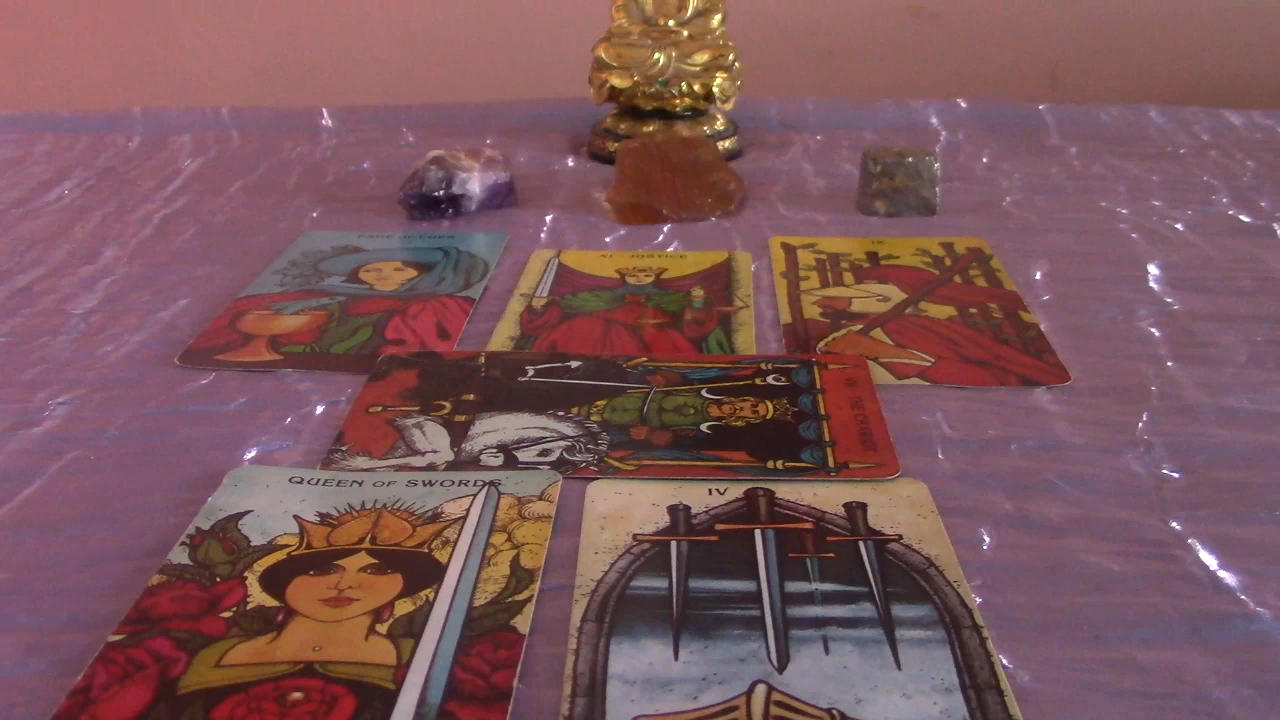 PAGE OF CUPS
XI · JUSTICE
IX
VII · THE CHARIOT
QUEEN OF SWORDS
IV